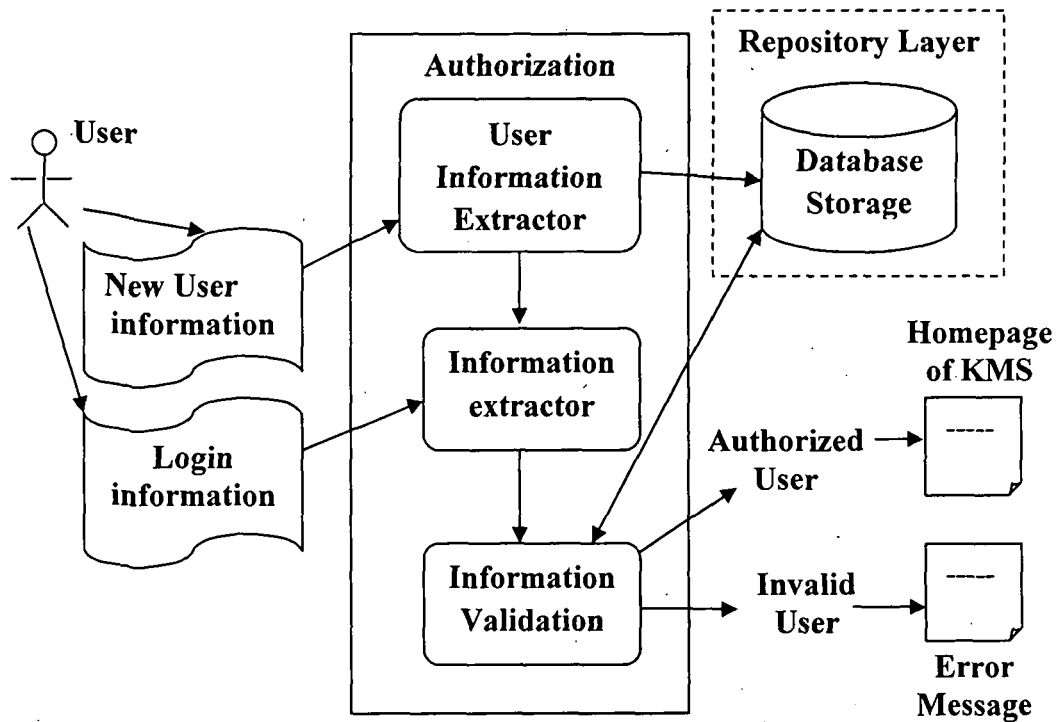 User
New User
information
Login
information
Authorization
User
Information
Extractor
Information
extractor
Information
Validation
Repository Layer
Database
Storage
Homepage
of KMS
Authorized
User
Invalid
User
Error
Message